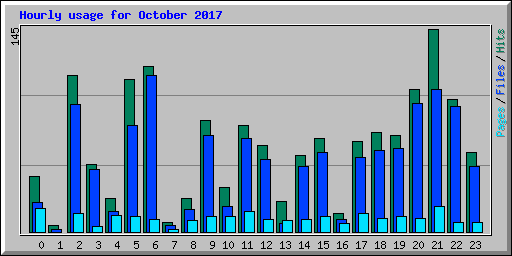 Hourly usage for October 2017
145
Pages/Files/Hits
0 1 2 3 4 5 6 7 8 9 10 11 12 13 14 15 16 17 18 19 20 21 22 23